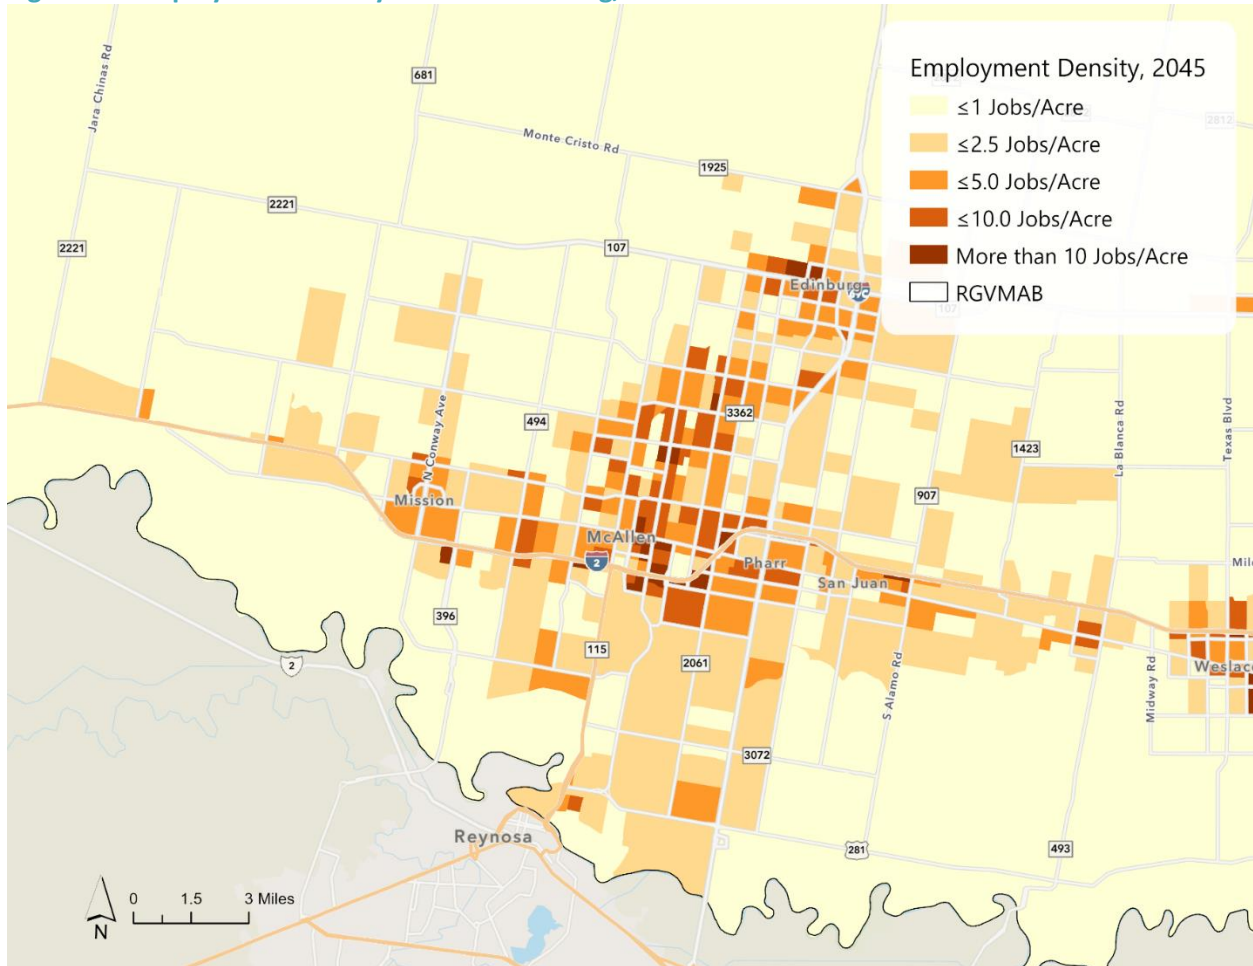 Employment Density, 2045
≤1 Jobs/Acre
≤2.5 Jobs/Acre
≤5.0 Jobs/Acre
≤10.0 Jobs/Acre
More than 10 Jobs/Acre
RGVMAB
Jara Chinas Rd
681
Monte Cristo Rd
1925
2812
2221
2221
107
Edinburg
107
N Conway Ave
494
3362
1423
La Blanca Rd
Texas Blvd
907
Mission
McAllen
2
Pharr
San Juan
396
115
2061
S Alamo Rd
Midway Rd
Weslaco
2
3072
Reynosa
281
493
0 1.5 3 Miles
N